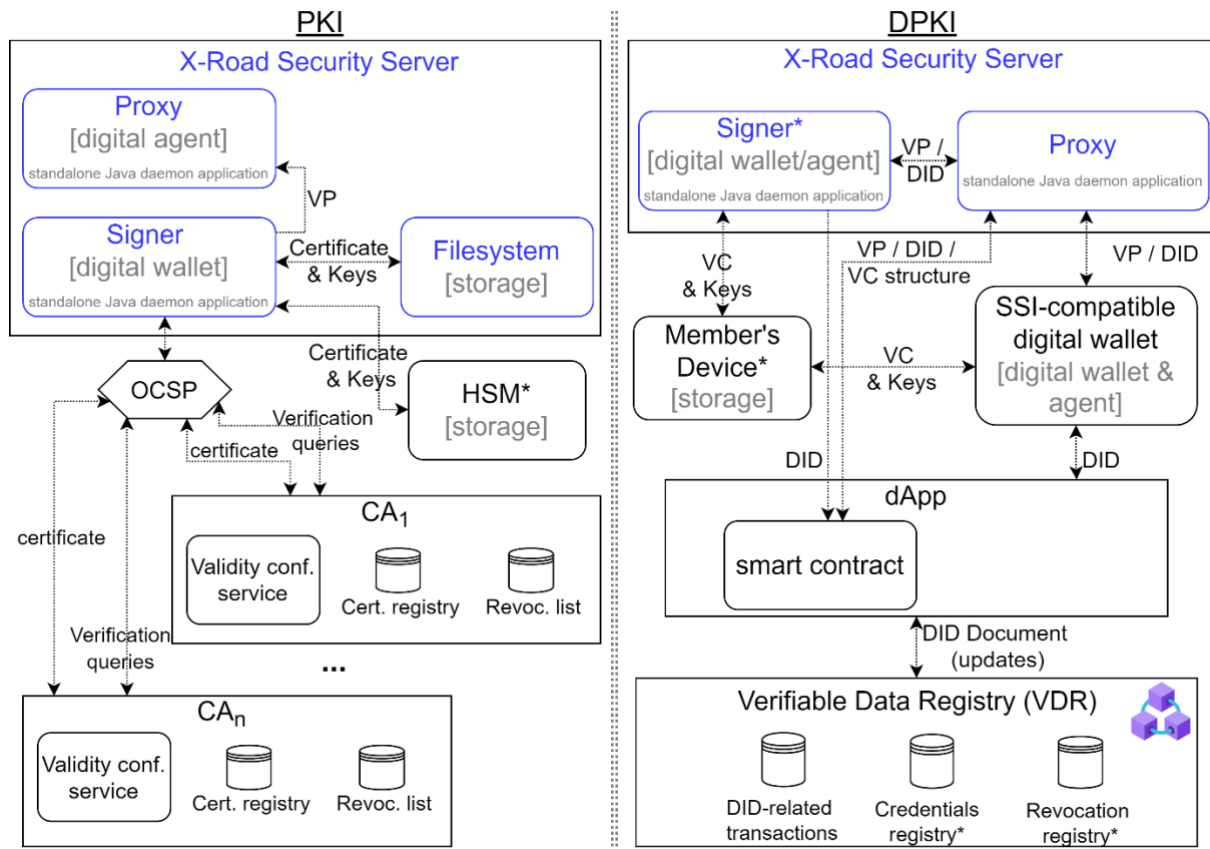 PKI
X-Road Security Server
Proxy
[digital agent]
standalone Java daemon application
VP
Signer
[digital wallet]
standalone Java daemon application
Certificate
& Keys
Filesystem
[storage]
Certificate
& Keys
OCSP
HSM*
[storage]
Verification
queries
certificate
certificate
CA1
Validity conf.
service
Cert. registry
Revoc. list
Verification
queries
...
CAn
Validity conf.
service
Cert. registry
Revoc. list
DPKI
X-Road Security Server
Signer*
[digital wallet/agent]
standalone Java daemon application
VP /
DID
Proxy
standalone Java daemon application
VC
& Keys
VP / DID /
VC structure
VP / DID
Member's
Device*
[storage]
VC
& Keys
SSI-compatible
digital wallet
[digital wallet &
agent]
DID
DID
dApp
smart contract
DID Document
(updates)
Verifiable Data Registry (VDR)
DID-related
transactions
Credentials
registry*
Revocation
registry*